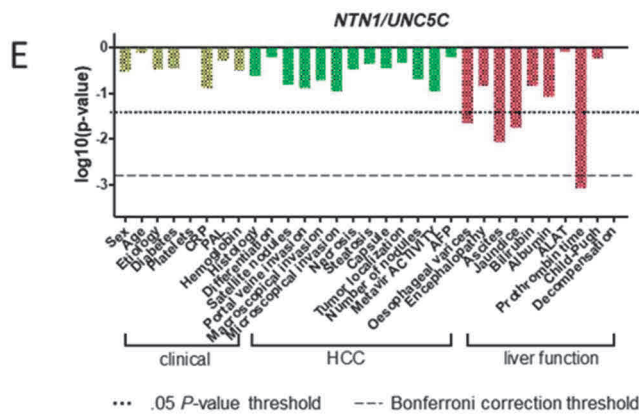 NTN1/UNC5C
E
log10(p-value)
0
-1
-2
-3
Sex
Age
Etiology
Diabetes
Platelets
CRP
PAL
Hemoglobin
Histology
Differentiation
Satellite nodules
Portal veine invasion
Macroscopical invasion
Microscopical invasion
Necrosis
Steatosis
Capsule
Tumor localization
Number of nodules
Metavir ACTIVITY
AFP
Oesophageal varices
Encephalopathy
Ascites
Jaundice
Bilirubin
Albumin
ALAT
Prothrombin time
Child-Pugh
Decompensation
clinical
HCC
liver function
.05 P-value threshold
Bonferroni correction threshold